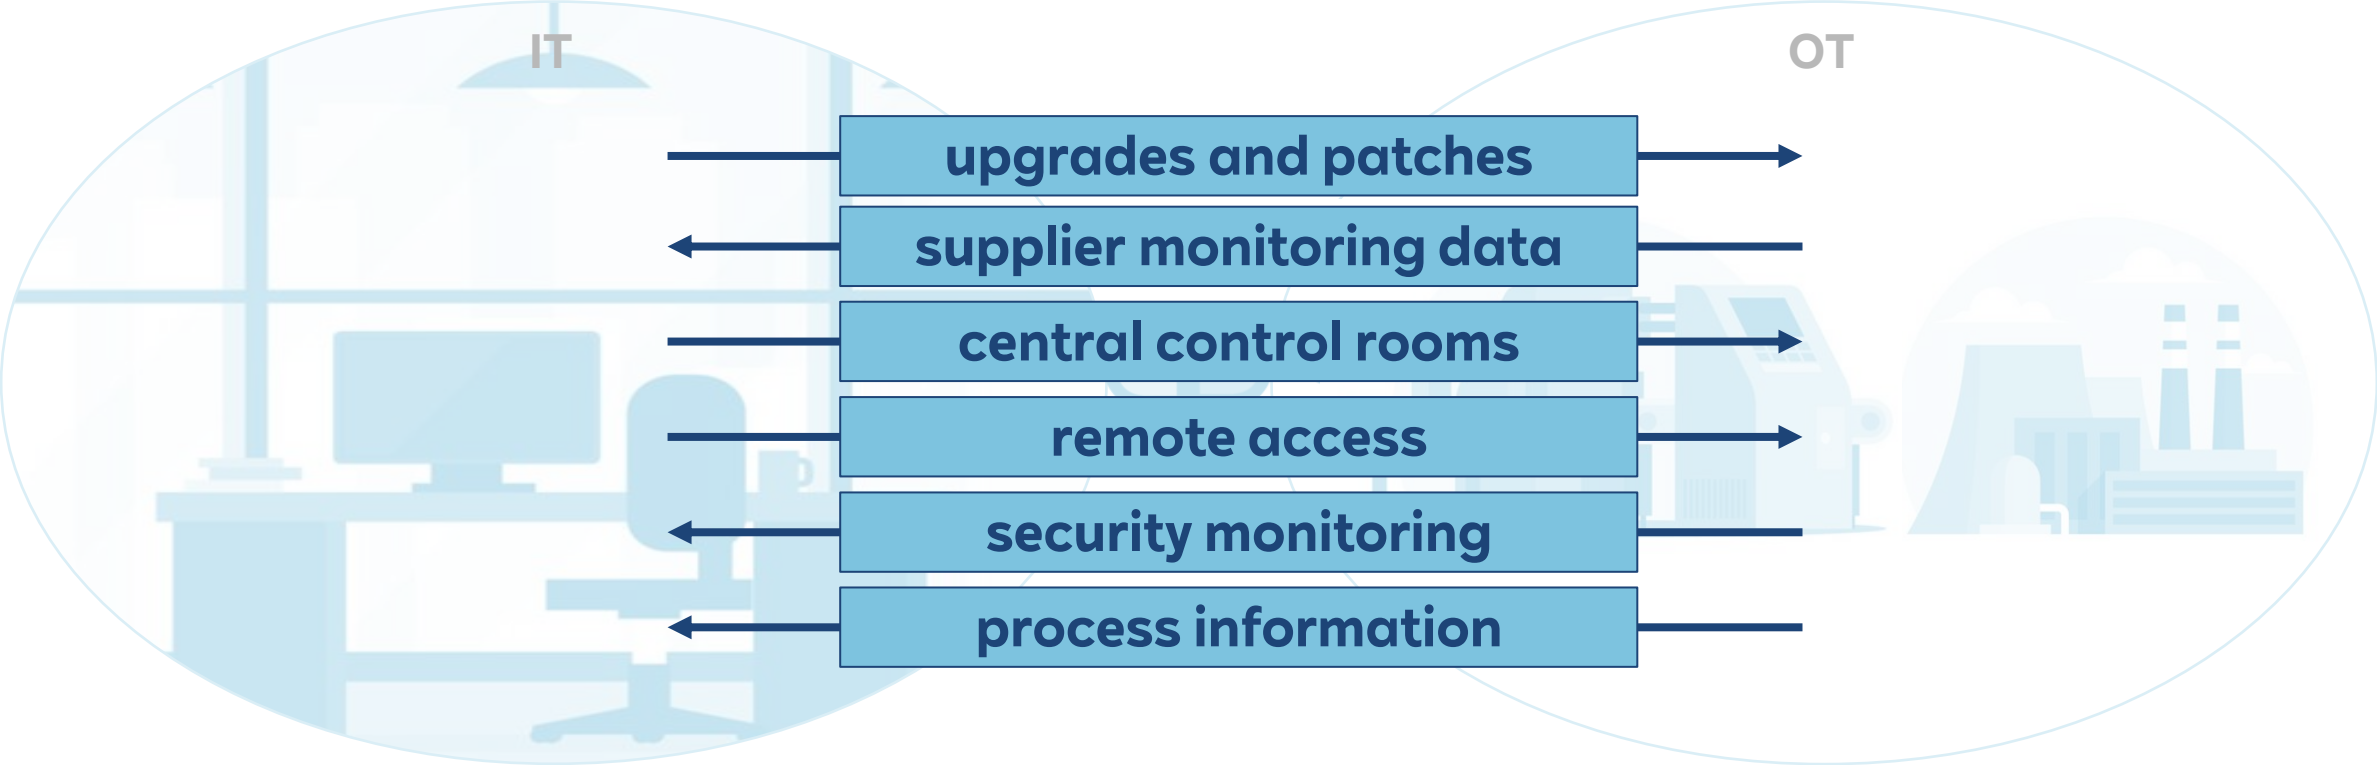 IT
OT
upgrades and patches
supplier monitoring data
central control rooms
remote access
security monitoring
process information